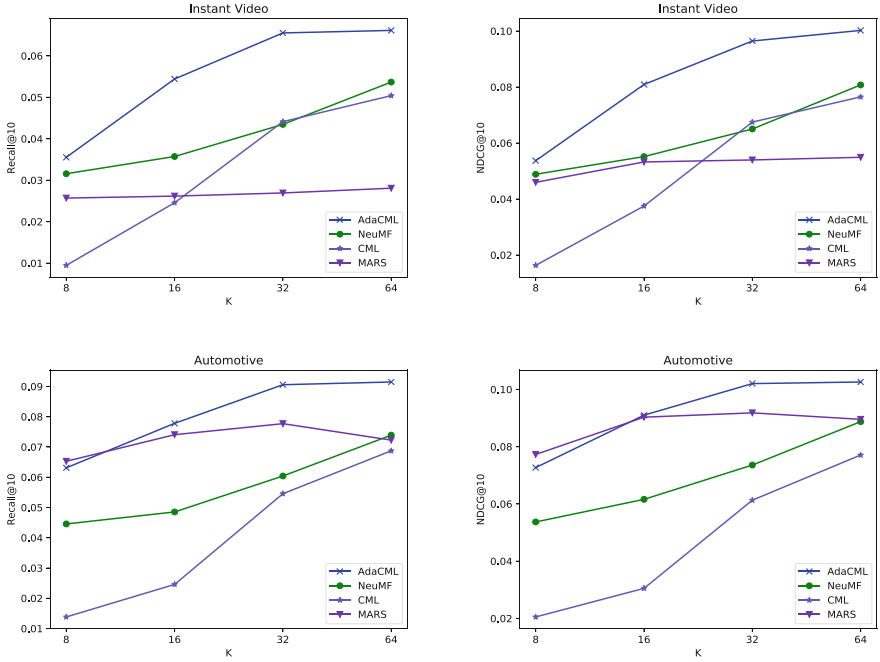 Instant Video
Recall@10
0.06
0.05
0.04
0.03
0.02
0.01
8
16
32
64
K
AdaCML
NeuMF
CML
MARS
Instant Video
NDCG@10
0.10
0.08
0.06
0.04
0.02
8
16
32
64
K
AdaCML
NeuMF
CML
MARS
Automotive
Recall@10
0.09
0.08
0.07
0.06
0.05
0.04
0.03
0.02
0.01
8
16
32
64
K
AdaCML
NeuMF
CML
MARS
Automotive
NDCG@10
0.10
0.08
0.06
0.04
0.02
8
16
32
64
K
AdaCML
NeuMF
CML
MARS